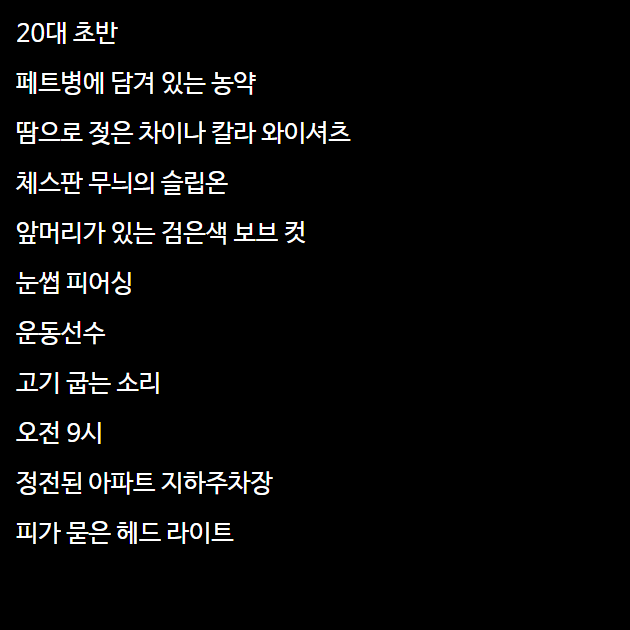 20대 초반
페트병에 담겨 있는 농약
땀으로 젖은 차이나 칼라 와이셔츠
체스판 무늬의 슬립온
앞머리가 있는 검은색 보브 컷
눈썹 피어싱
운동선수
고기 굽는 소리
오전 9시
정전된 아파트 지하주차장
피가 묻은 헤드 라이트